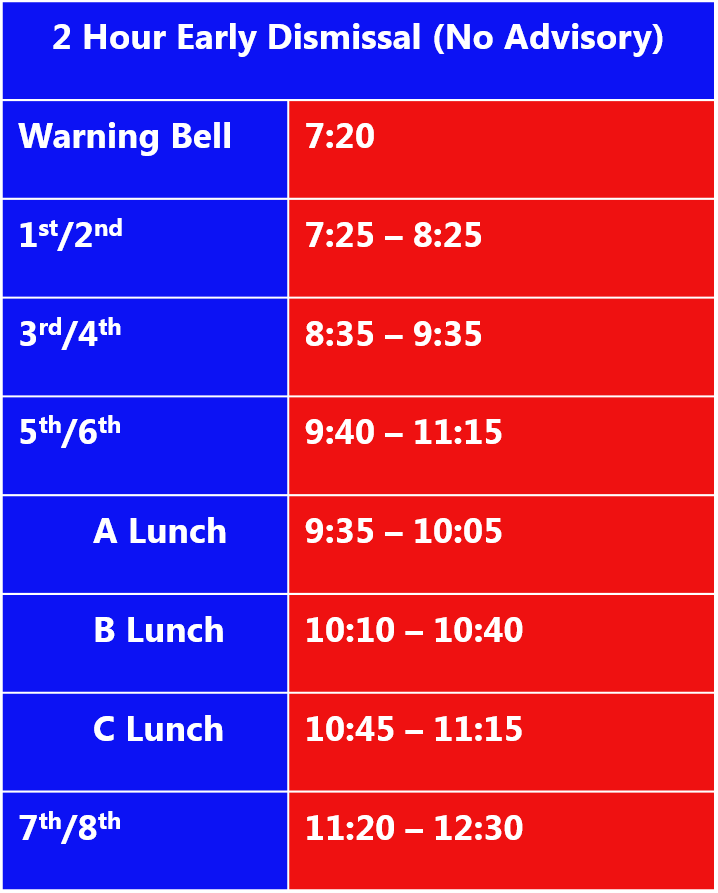 2 Hour Early Dismissal (No Advisory)
Warning Bell 7:20
1st/2nd 7:25 – 8:25
3rd/4th 8:35 – 9:35
5th/6th 9:40 – 11:15
A Lunch 9:35 – 10:05
B Lunch 10:10 – 10:40
C Lunch 10:45 – 11:15
7th/8th 11:20 – 12:30